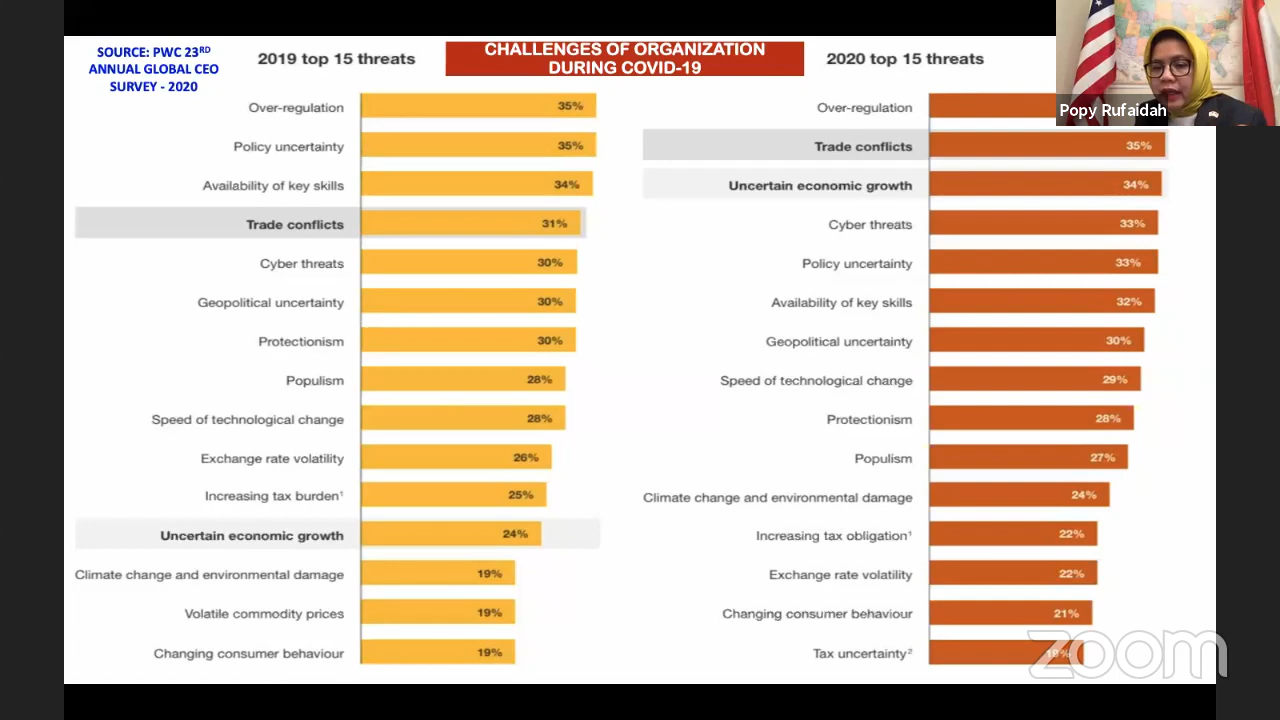 SOURCE: PWC 23RD
ANNUAL GLOBAL CEO
SURVEY - 2020
2019 top 15 threats
CHALLENGES OF ORGANIZATION
DURING COVID-19
2020 top 15 threats
Popy Rufaidah
Over-regulation 35%
Policy uncertainty 35%
Availability of key skills 34%
Trade conflicts 31%
Cyber threats 30%
Geopolitical uncertainty 30%
Protectionism 30%
Populism 28%
Speed of technological change 28%
Exchange rate volatility 26%
Increasing tax burden¹ 25%
Uncertain economic growth 24%
Climate change and environmental damage 19%
Volatile commodity prices 19%
Changing consumer behaviour 19%
Over-regulation
Trade conflicts 35%
Uncertain economic growth 34%
Cyber threats 33%
Policy uncertainty 33%
Availability of key skills 32%
Geopolitical uncertainty 30%
Speed of technological change 29%
Protectionism 28%
Populism 27%
Climate change and environmental damage 24%
Increasing tax obligation¹ 22%
Exchange rate volatility 22%
Changing consumer behaviour 21%
Tax uncertainty²
zoom